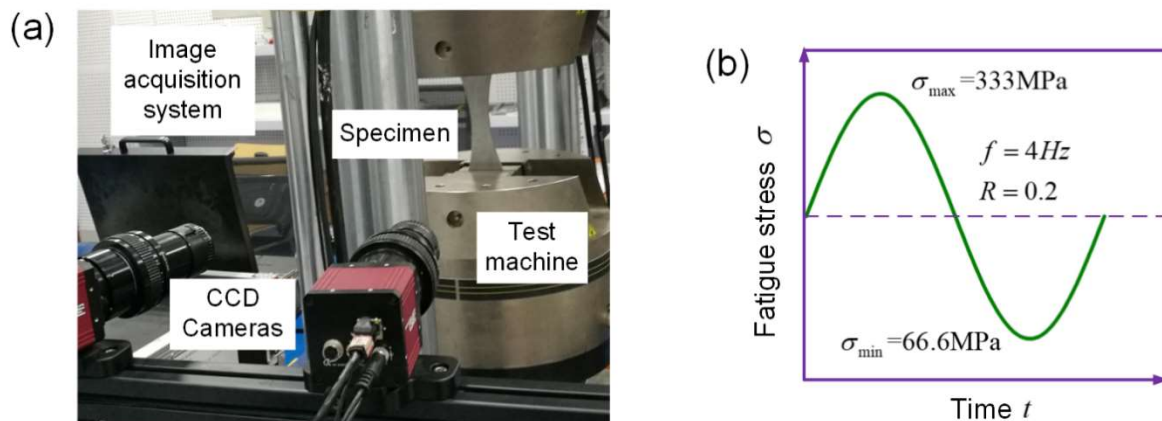 (a)
Image
acquisition
system
Specimen
Test
machine
CCD
Cameras
(b)
Fatigue stress σ
σmax=333MPa
f = 4Hz
R = 0.2
σmin=66.6MPa
Time t